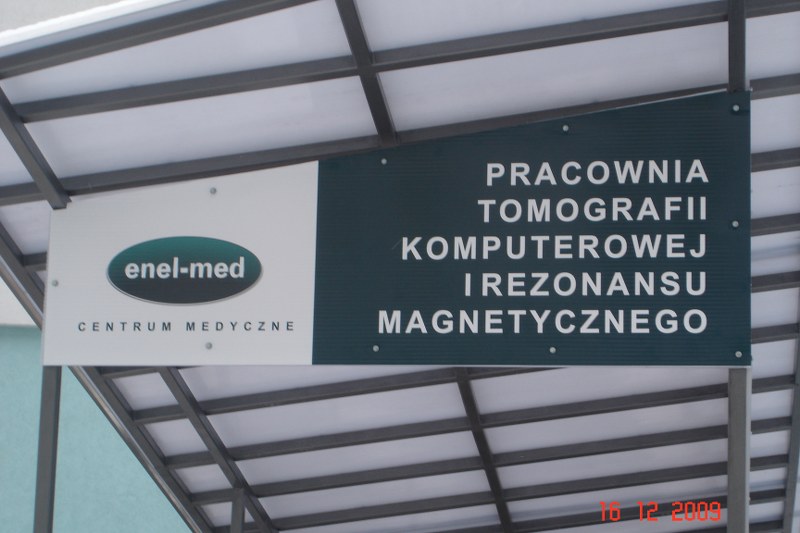 enel-med
CENTRUM MEDYCZNE
PRACOWNIA
TOMOGRAFII
KOMPUTEROWEJ
I REZONANSU
MAGNETYCZNEGO
16 12 2009